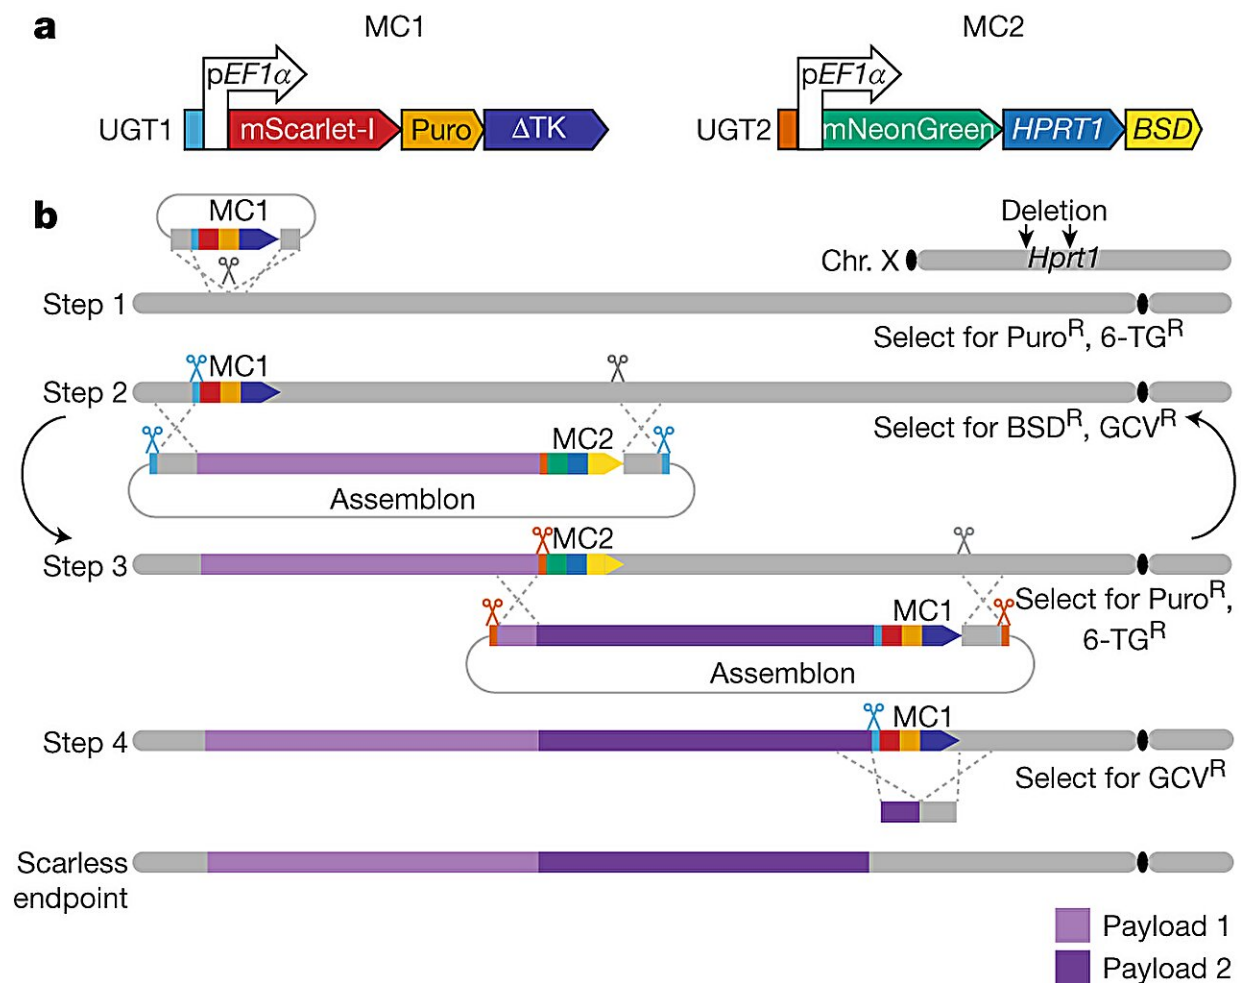 a
MC1
MC2
pEF1α
pEF1α
UGT1
mScarlet-I
Puro
ΔTK
UGT2
mNeonGreen
HPRT1
BSD
b
MC1
Deletion
Chr. X
Hprt1
Step 1
Select for Puroᴿ, 6-TGᴿ
MC1
Step 2
Select for BSDᴿ, GCVᴿ
MC2
Assemblon
MC2
Step 3
Select for Puroᴿ,
6-TGᴿ
MC1
Assemblon
MC1
Step 4
Select for GCVᴿ
Scarless
endpoint
Payload 1
Payload 2